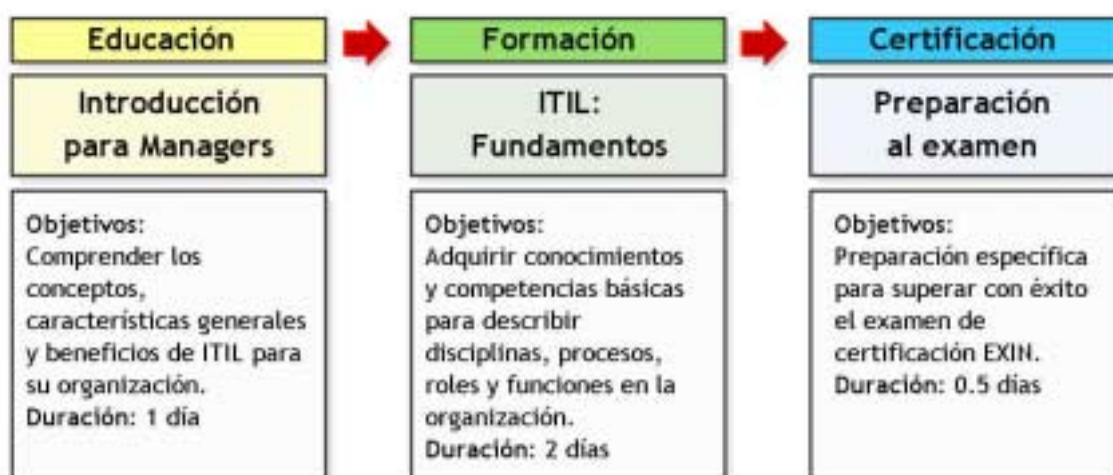 Educación
Introducción
para Managers
Objetivos:
Comprender los
conceptos,
características generales
y beneficios de ITIL para
su organización.
Duración: 1 día
Formación
ITIL:
Fundamentos
Objetivos:
Adquirir conocimientos
y competencias básicas
para describir
disciplinas, procesos,
roles y funciones en la
organización.
Duración: 2 días
Certificación
Preparación
al examen
Objetivos:
Preparación específica
para superar con éxito
el examen de
certificación EXIN.
Duración: 0.5 días